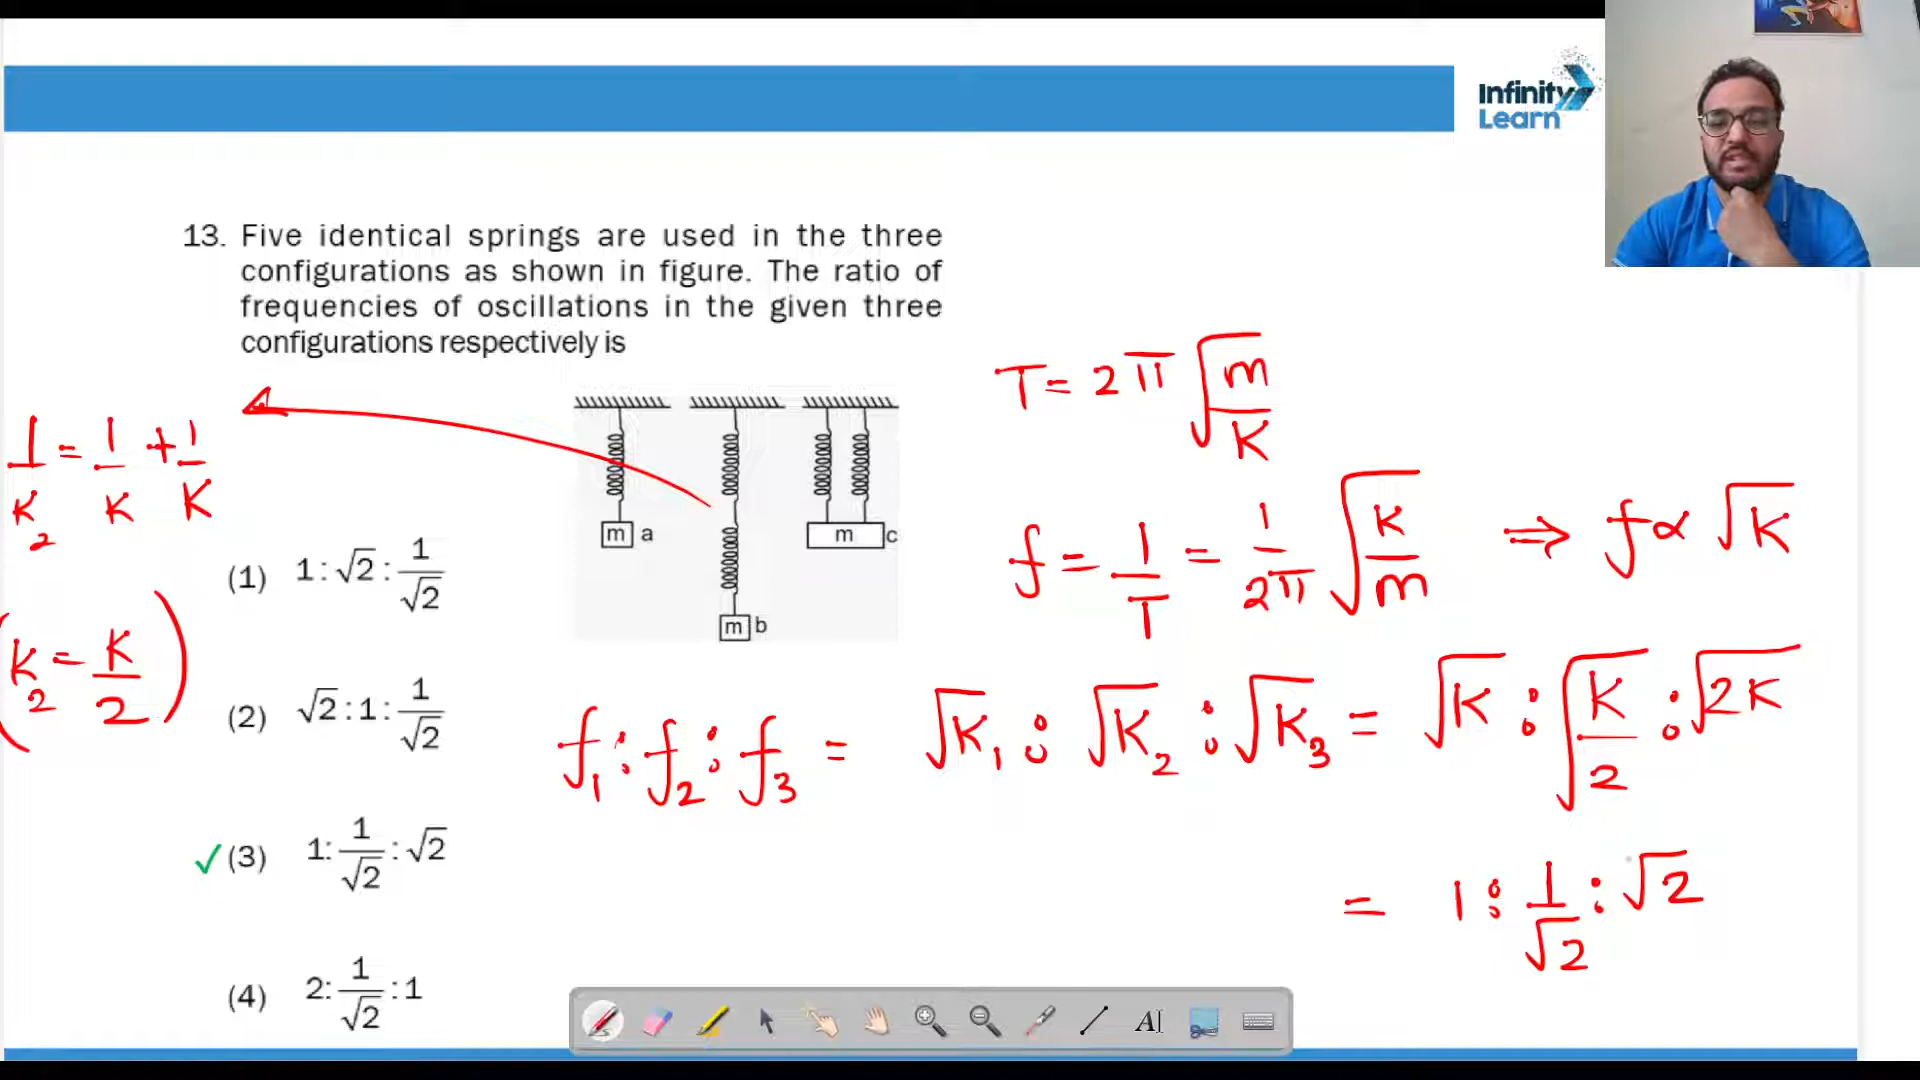 Infinity
Learn
13. Five identical springs are used in the three
configurations as shown in figure. The ratio of
frequencies of oscillations in the given three
configurations respectively is
m a
m b
m c
(1) 1 : √2 : 1/√2
(2) √2 : 1 : 1/√2
✓ (3) 1 : 1/√2 : √2
(4) 2 : 1/√2 : 1
1/K₂ = 1/K + 1/K
(K₂ = K/2)
T = 2π √(m/K)
f = 1/T = 1/2π √(K/m) ⇒ f ∝ √K
f₁ : f₂ : f₃ = √K₁ : √K₂ : √K₃ = √K : √(K/2) : √2K
= 1 : 1/√2 : √2
A